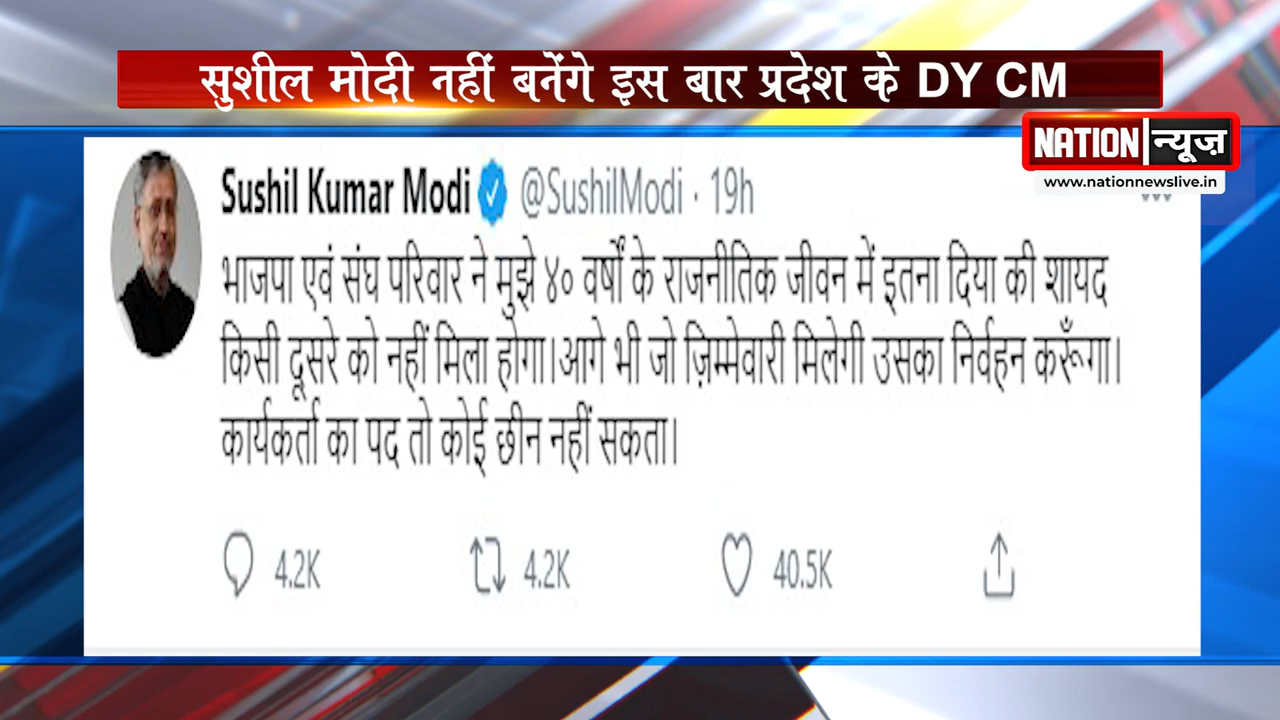 सुशील मोदी नहीं बनेंगे इस बार प्रदेश के DY CM
NATION न्यूज़
www.nationnewslive.in
Sushil Kumar Modi @SushilModi · 19h
भाजपा एवं संघ परिवार ने मुझे ४० वर्षों के राजनीतिक जीवन में इतना दिया की शायद
किसी दूसरे को नहीं मिला होगा।आगे भी जो ज़िम्मेवारी मिलेगी उसका निर्वहन करूँगा।
कार्यकर्ता का पद तो कोई छीन नहीं सकता।
4.2K 4.2K 40.5K